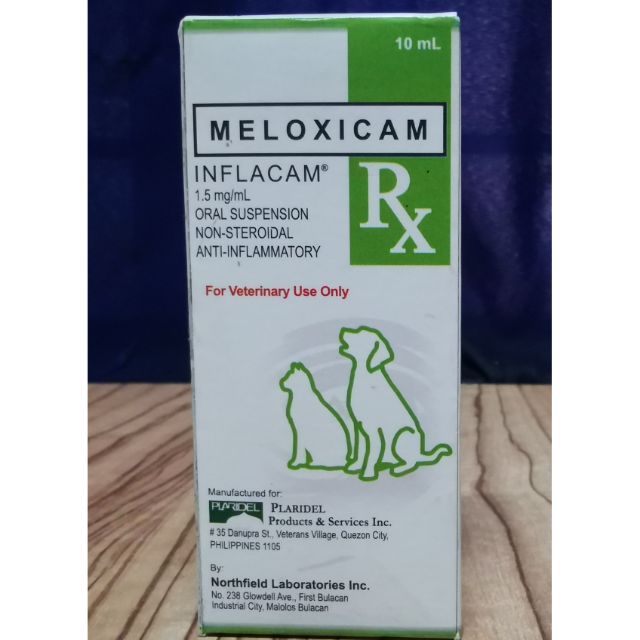 10 mL
MELOXICAM
INFLACAM®
1.5 mg/mL
ORAL SUSPENSION
NON-STEROIDAL
ANTI-INFLAMMATORY
Rx
For Veterinary Use Only
Manufactured for:
PLARIDEL
PLARIDEL
Products & Services Inc.
# 35 Danupra St., Veterans Village, Quezon City,
PHILIPPINES 1105
By:
Northfield Laboratories Inc.
No. 238 Glowdell Ave., First Bulacan
Industrial City, Malolos Bulacan